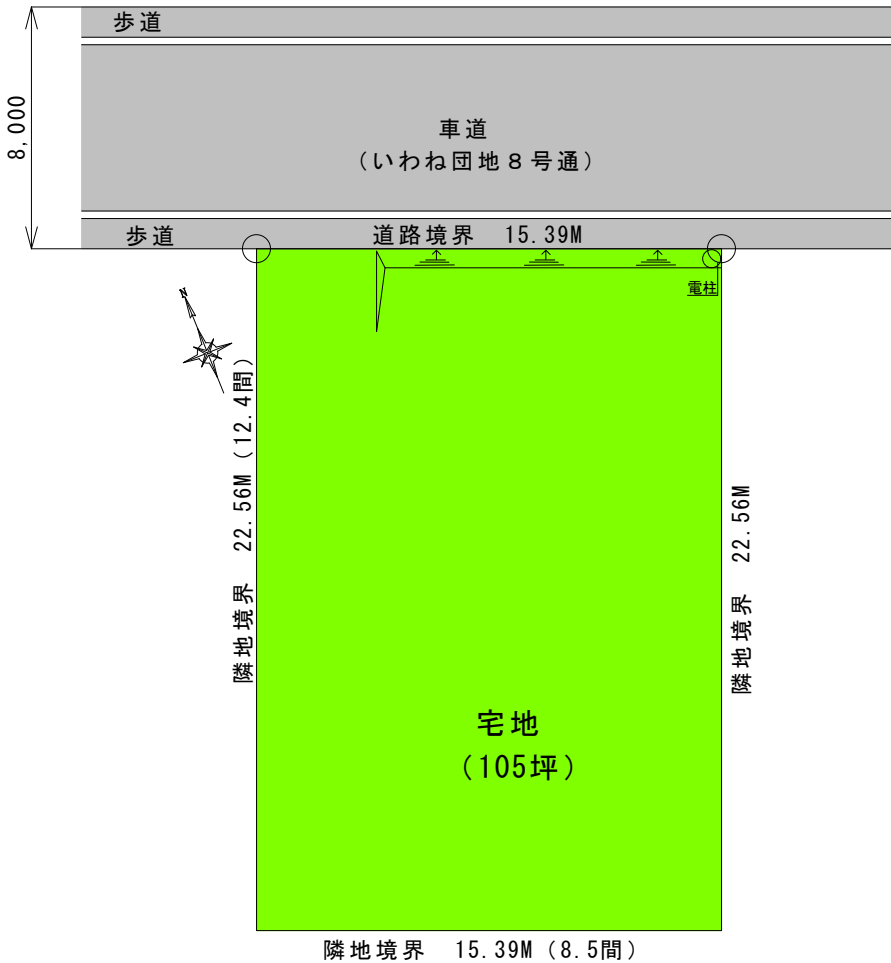 歩道
8,000
車道
（いわね団地８号通）
歩道
道路境界　15.39M
電柱
N
隣地境界　22.56M（12.4間）
隣地境界　22.56M
宅地
（105坪）
隣地境界　15.39M（8.5間）